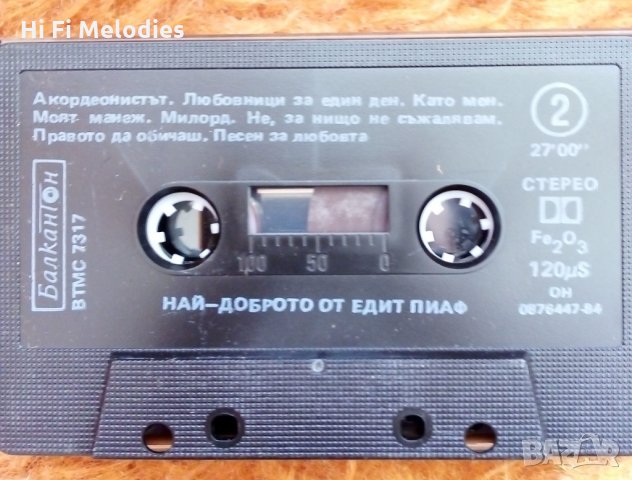 Hi Fi Melodies
Акордеонистът. Любовници за един ден. Като мен.
Моят манеж. Милорд. Не, за нищо не съжалявам.
Правото да обичаш. Песен за любовта
2
27'00''
СТЕРЕО
Fe2O3
120µS
ОН
0876447-84
Балкантон
ВТМС 7317
100 50 0
НАЙ-ДОБРОТО ОТ ЕДИТ ПИАФ
BAZAR